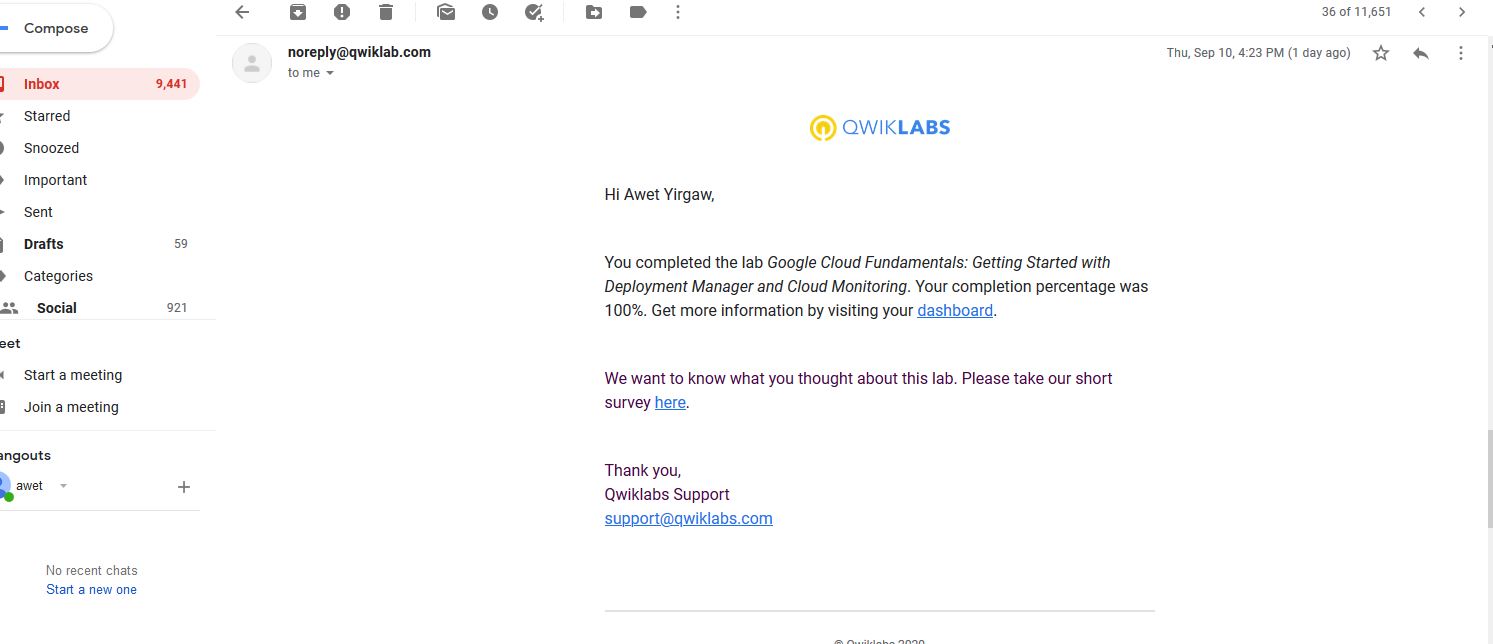 Compose
36 of 11,651
Inbox 9,441
Starred
Snoozed
Important
Sent
Drafts 59
Categories
Social 921
eet
Start a meeting
Join a meeting
angouts
awet
No recent chats
Start a new one
noreply@qwiklab.com
Thu, Sep 10, 4:23 PM (1 day ago)
to me
QWIKLABS
Hi Awet Yirgaw,
You completed the lab Google Cloud Fundamentals: Getting Started with
Deployment Manager and Cloud Monitoring. Your completion percentage was
100%. Get more information by visiting your dashboard.
We want to know what you thought about this lab. Please take our short
survey here.
Thank you,
Qwiklabs Support
support@qwiklabs.com
© Qwiklabs 2020